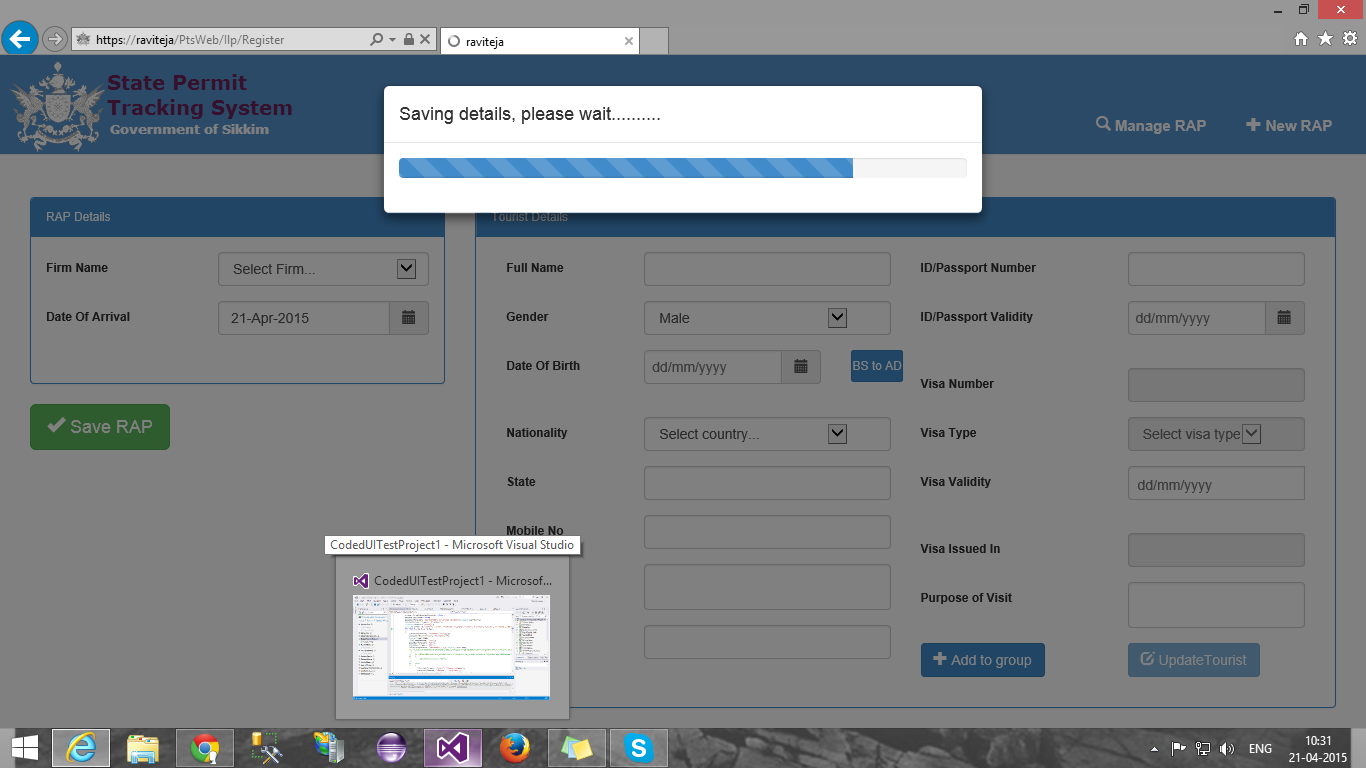 https://raviteja/PtsWeb/Ilp/Register
raviteja
State Permit
Tracking System
Government of Sikkim
Manage RAP
New RAP
Saving details, please wait..........
RAP Details
Firm Name
Select Firm...
Date Of Arrival
21-Apr-2015
Save RAP
Tourist Details
Full Name
Gender
Male
Date Of Birth
dd/mm/yyyy
BS to AD
Nationality
Select country...
State
Mobile No
ID/Passport Number
ID/Passport Validity
dd/mm/yyyy
Visa Number
Visa Type
Select visa type
Visa Validity
dd/mm/yyyy
Visa Issued In
Purpose of Visit
Add to group
UpdateTourist
CodedUITestProject1 - Microsoft Visual Studio
CodedUITestProject1 - Microsof...
ENG
10:31
21-04-2015